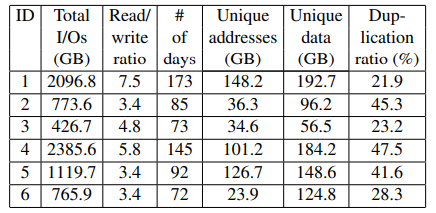 ID Total Read/ # Unique Unique Dup-
I/Os write of addresses data lication
(GB) ratio days (GB) (GB) ratio (%)
1 2096.8 7.5 173 148.2 192.7 21.9
2 773.6 3.4 85 36.3 96.2 45.3
3 426.7 4.8 73 34.6 56.5 23.2
4 2385.6 5.8 145 101.2 184.2 47.5
5 1119.7 3.4 92 126.7 148.6 41.6
6 765.9 3.4 72 23.9 124.8 28.3